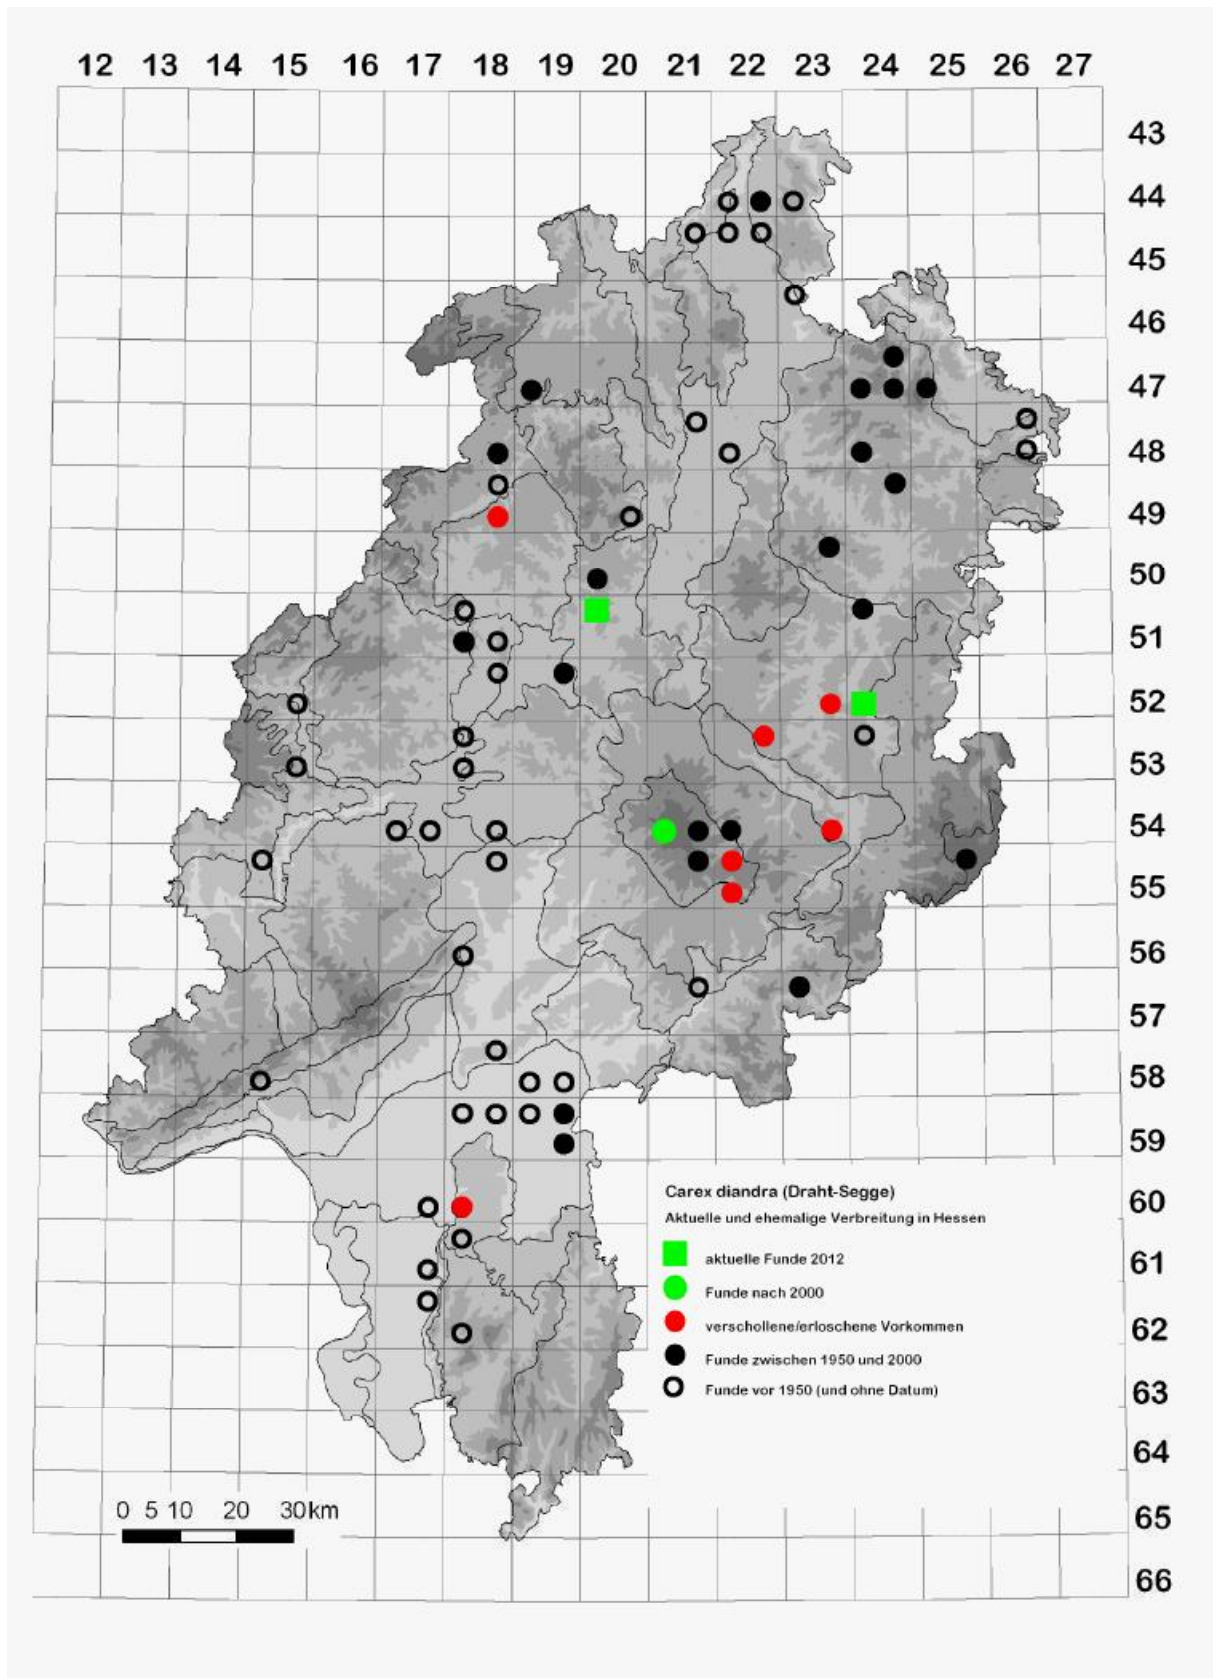 12 13 14 15 16 17 18 19 20 21 22 23 24 25 26 27
43
44
45
46
47
48
49
50
51
52
53
54
55
56
57
58
59
60
61
62
63
64
65
66
Carex diandra (Draht-Segge)
Aktuelle und ehemalige Verbreitung in Hessen
aktuelle Funde 2012
Funde nach 2000
verschollene/erloschene Vorkommen
Funde zwischen 1950 und 2000
Funde vor 1950 (und ohne Datum)
0 5 10 20 30km